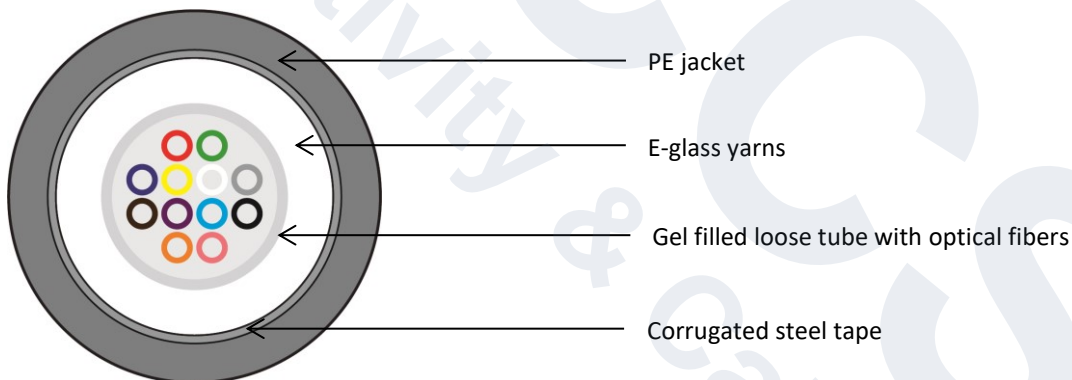 PE jacket
E-glass yarns
Gel filled loose tube with optical fibers
Corrugated steel tape